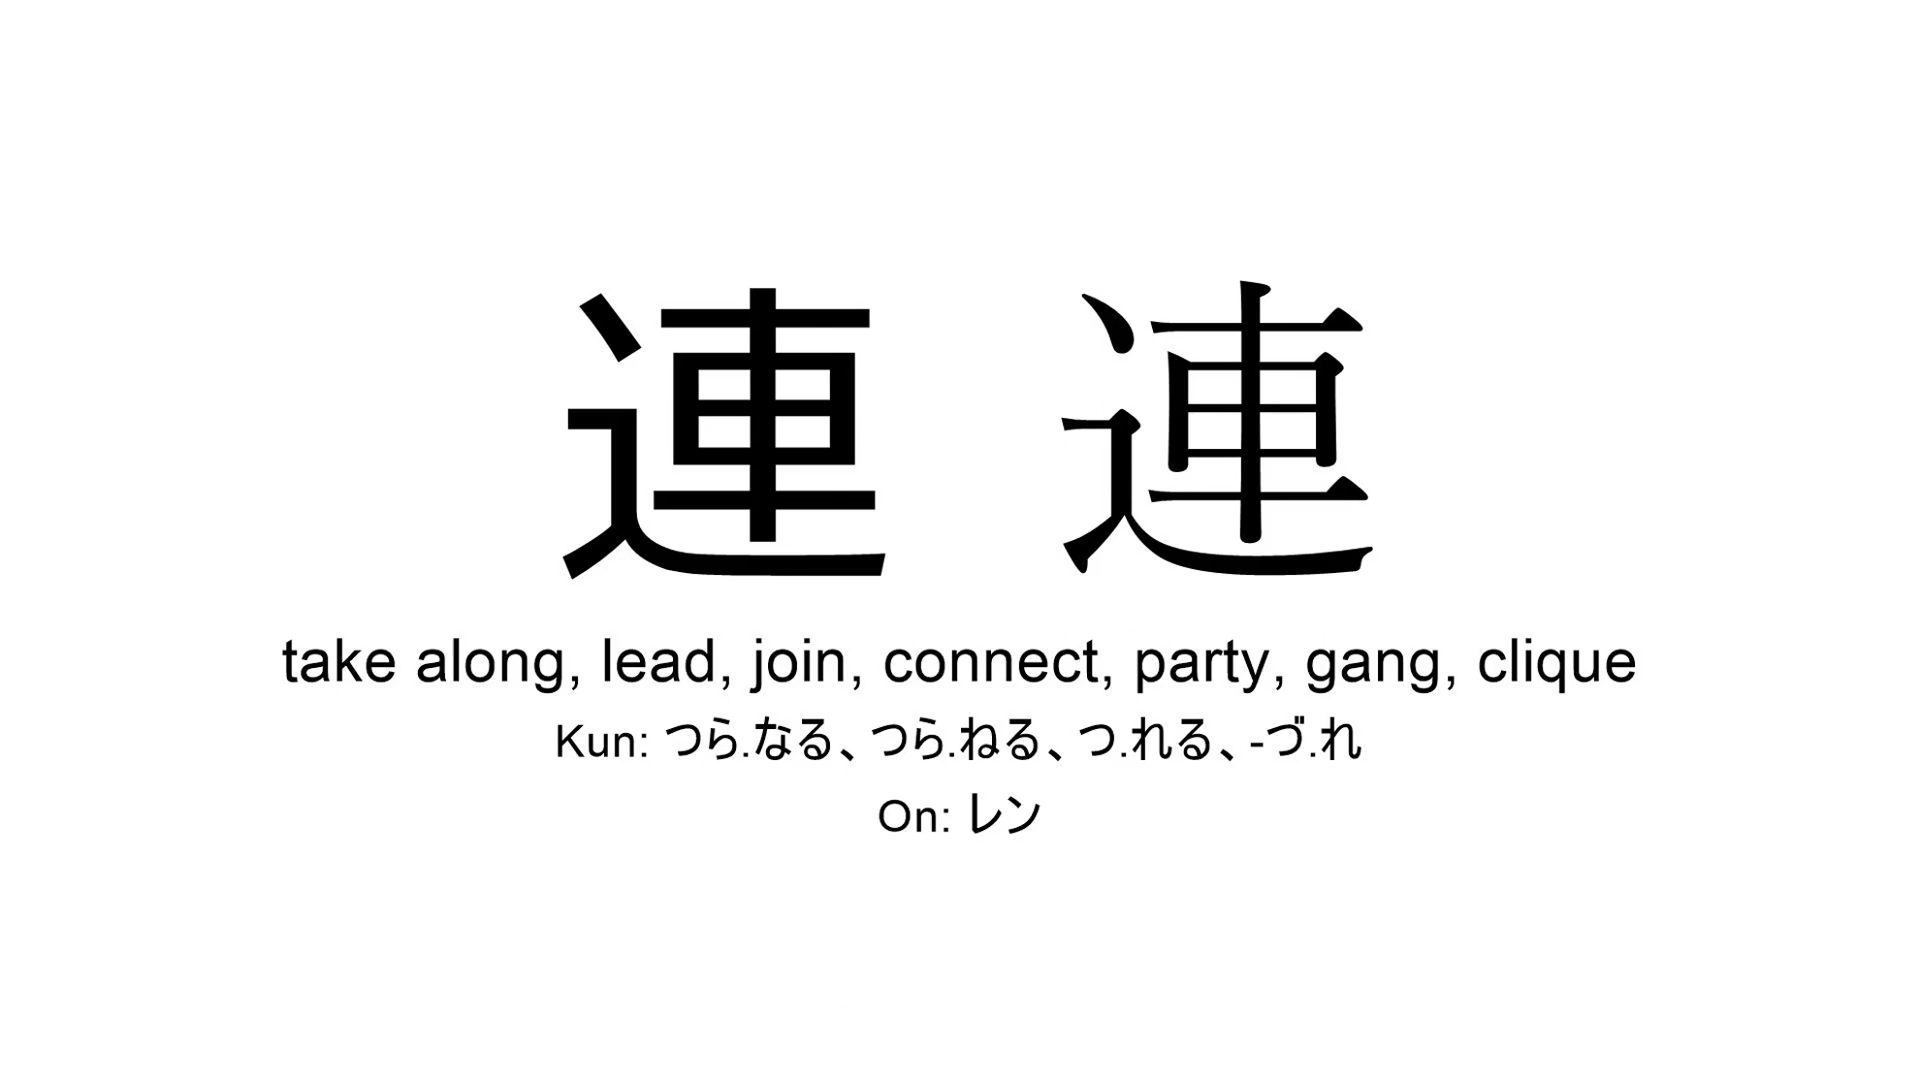 連 連
take along, lead, join, connect, party, gang, clique
Kun: つら.なる、つら.ねる、つ.れる、-づ.れ
On: レン